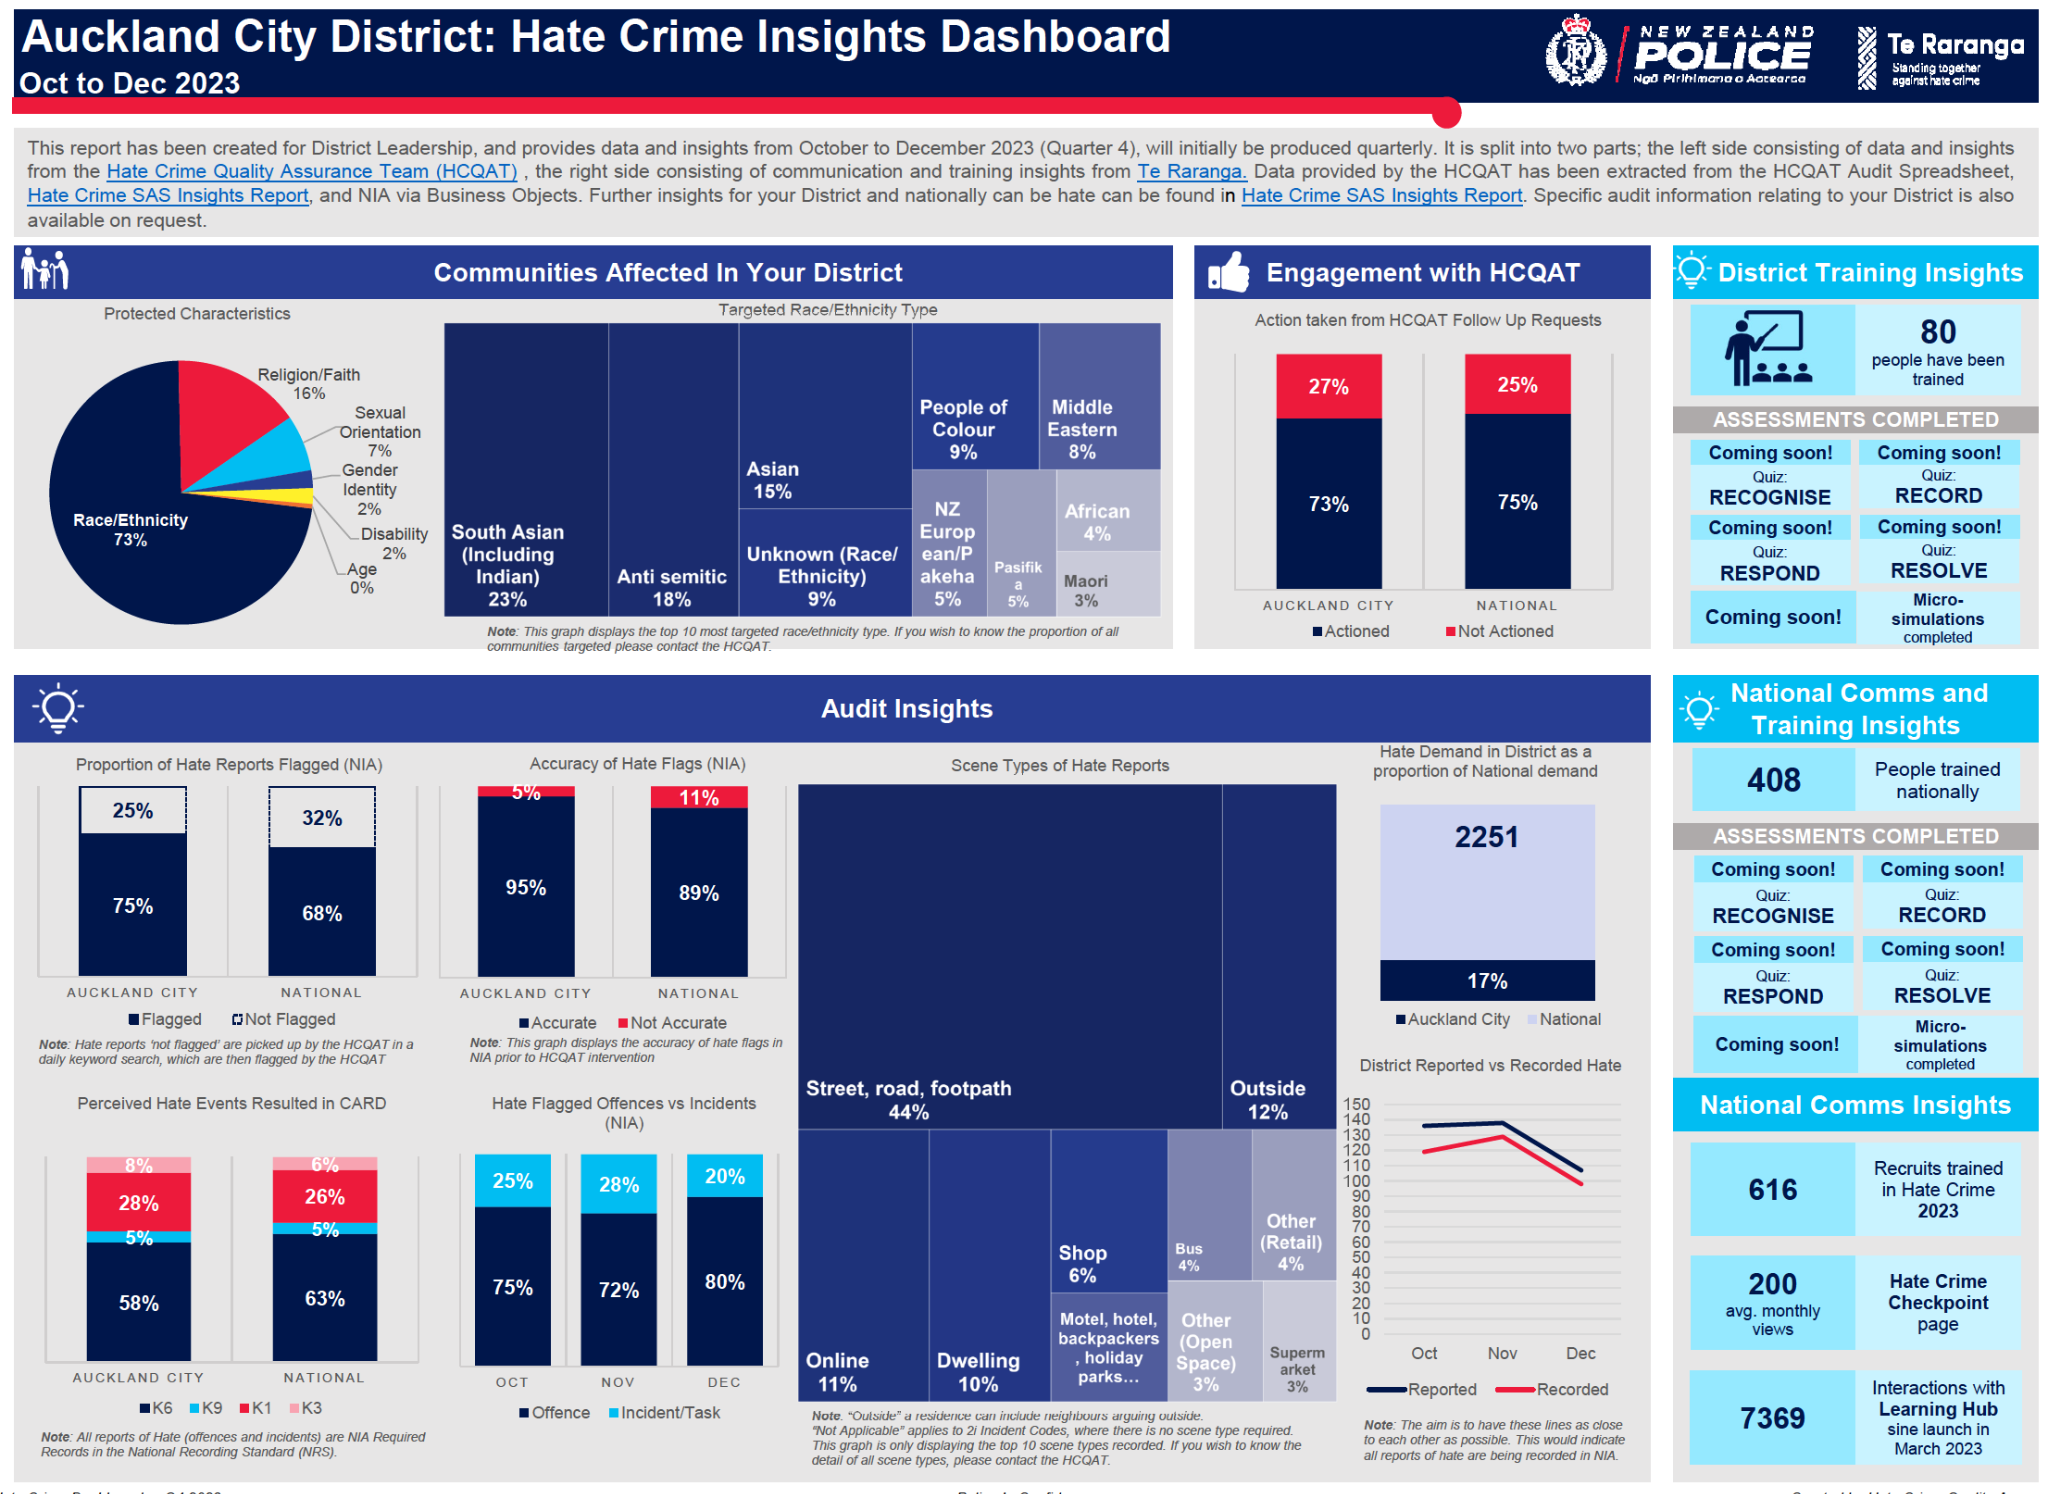 Auckland City District: Hate Crime Insights Dashboard
Oct to Dec 2023
NEW ZEALAND
POLICE
Ngā Pirihimana o Aotearoa
Te Raranga
Standing together
against hate crime
This report has been created for District Leadership, and provides data and insights from October to December 2023 (Quarter 4), will initially be produced quarterly. It is split into two parts; the left side consisting of data and insights
from the Hate Crime Quality Assurance Team (HCQAT) , the right side consisting of communication and training insights from Te Raranga. Data provided by the HCQAT has been extracted from the HCQAT Audit Spreadsheet,
Hate Crime SAS Insights Report, and NIA via Business Objects. Further insights for your District and nationally can be hate can be found in Hate Crime SAS Insights Report. Specific audit information relating to your District is also
available on request.
Communities Affected In Your District
Protected Characteristics
Religion/Faith
16%
Sexual
Orientation
7%
Gender
Identity
2%
Disability
2%
Age
0%
Race/Ethnicity
73%
Targeted Race/Ethnicity Type
South Asian
(Including
Indian)
23%
Anti semitic
18%
Asian
15%
Unknown (Race/
Ethnicity)
9%
People of
Colour
9%
Middle
Eastern
8%
NZ
Europ
ean/P
akeha
5%
Pasifik
a
5%
African
4%
Maori
3%
Note: This graph displays the top 10 most targeted race/ethnicity type. If you wish to know the proportion of all
communities targeted please contact the HCQAT.
Engagement with HCQAT
Action taken from HCQAT Follow Up Requests
27%
25%
73%
75%
AUCKLAND CITY
NATIONAL
Actioned
Not Actioned
District Training Insights
80
people have been
trained
ASSESSMENTS COMPLETED
Coming soon!
Quiz:
RECOGNISE
Coming soon!
Quiz:
RECORD
Coming soon!
Quiz:
RESPOND
Coming soon!
Quiz:
RESOLVE
Coming soon!
Micro-
simulations
completed
Audit Insights
Proportion of Hate Reports Flagged (NIA)
25%
32%
75%
68%
AUCKLAND CITY
NATIONAL
Flagged
Not Flagged
Note: Hate reports 'not flagged' are picked up by the HCQAT in a
daily keyword search, which are then flagged by the HCQAT
Accuracy of Hate Flags (NIA)
5%
11%
95%
89%
AUCKLAND CITY
NATIONAL
Accurate
Not Accurate
Note: This graph displays the accuracy of hate flags in
NIA prior to HCQAT intervention
Perceived Hate Events Resulted in CARD
8%
6%
28%
26%
5%
5%
58%
63%
AUCKLAND CITY
NATIONAL
K6
K9
K1
K3
Note: All reports of Hate (offences and incidents) are NIA Required
Records in the National Recording Standard (NRS).
Hate Flagged Offences vs Incidents
(NIA)
25%
28%
20%
75%
72%
80%
OCT
NOV
DEC
Offence
Incident/Task
Scene Types of Hate Reports
Street, road, footpath
44%
Outside
12%
Online
11%
Dwelling
10%
Shop
6%
Motel, hotel,
backpackers
, holiday
parks...
Bus
4%
Other
(Retail)
4%
Other
(Open
Space)
3%
Superm
arket
3%
Note. "Outside" a residence can include neighbours arguing outside.
"Not Applicable" applies to 2i Incident Codes, where there is no scene type required.
This graph is only displaying the top 10 scene types recorded. If you wish to know the
detail of all scene types, please contact the HCQAT.
Hate Demand in District as a
proportion of National demand
2251
17%
Auckland City
National
District Reported vs Recorded Hate
150
140
130
120
110
100
90
80
70
60
50
40
30
20
10
0
Oct
Nov
Dec
Reported
Recorded
Note: The aim is to have these lines as close
to each other as possible. This would indicate
all reports of hate are being recorded in NIA.
National Comms and
Training Insights
408
People trained
nationally
ASSESSMENTS COMPLETED
Coming soon!
Quiz:
RECOGNISE
Coming soon!
Quiz:
RECORD
Coming soon!
Quiz:
RESPOND
Coming soon!
Quiz:
RESOLVE
Coming soon!
Micro-
simulations
completed
National Comms Insights
616
Recruits trained
in Hate Crime
2023
200
avg. monthly
views
Hate Crime
Checkpoint
page
7369
Interactions with
Learning Hub
sine launch in
March 2023